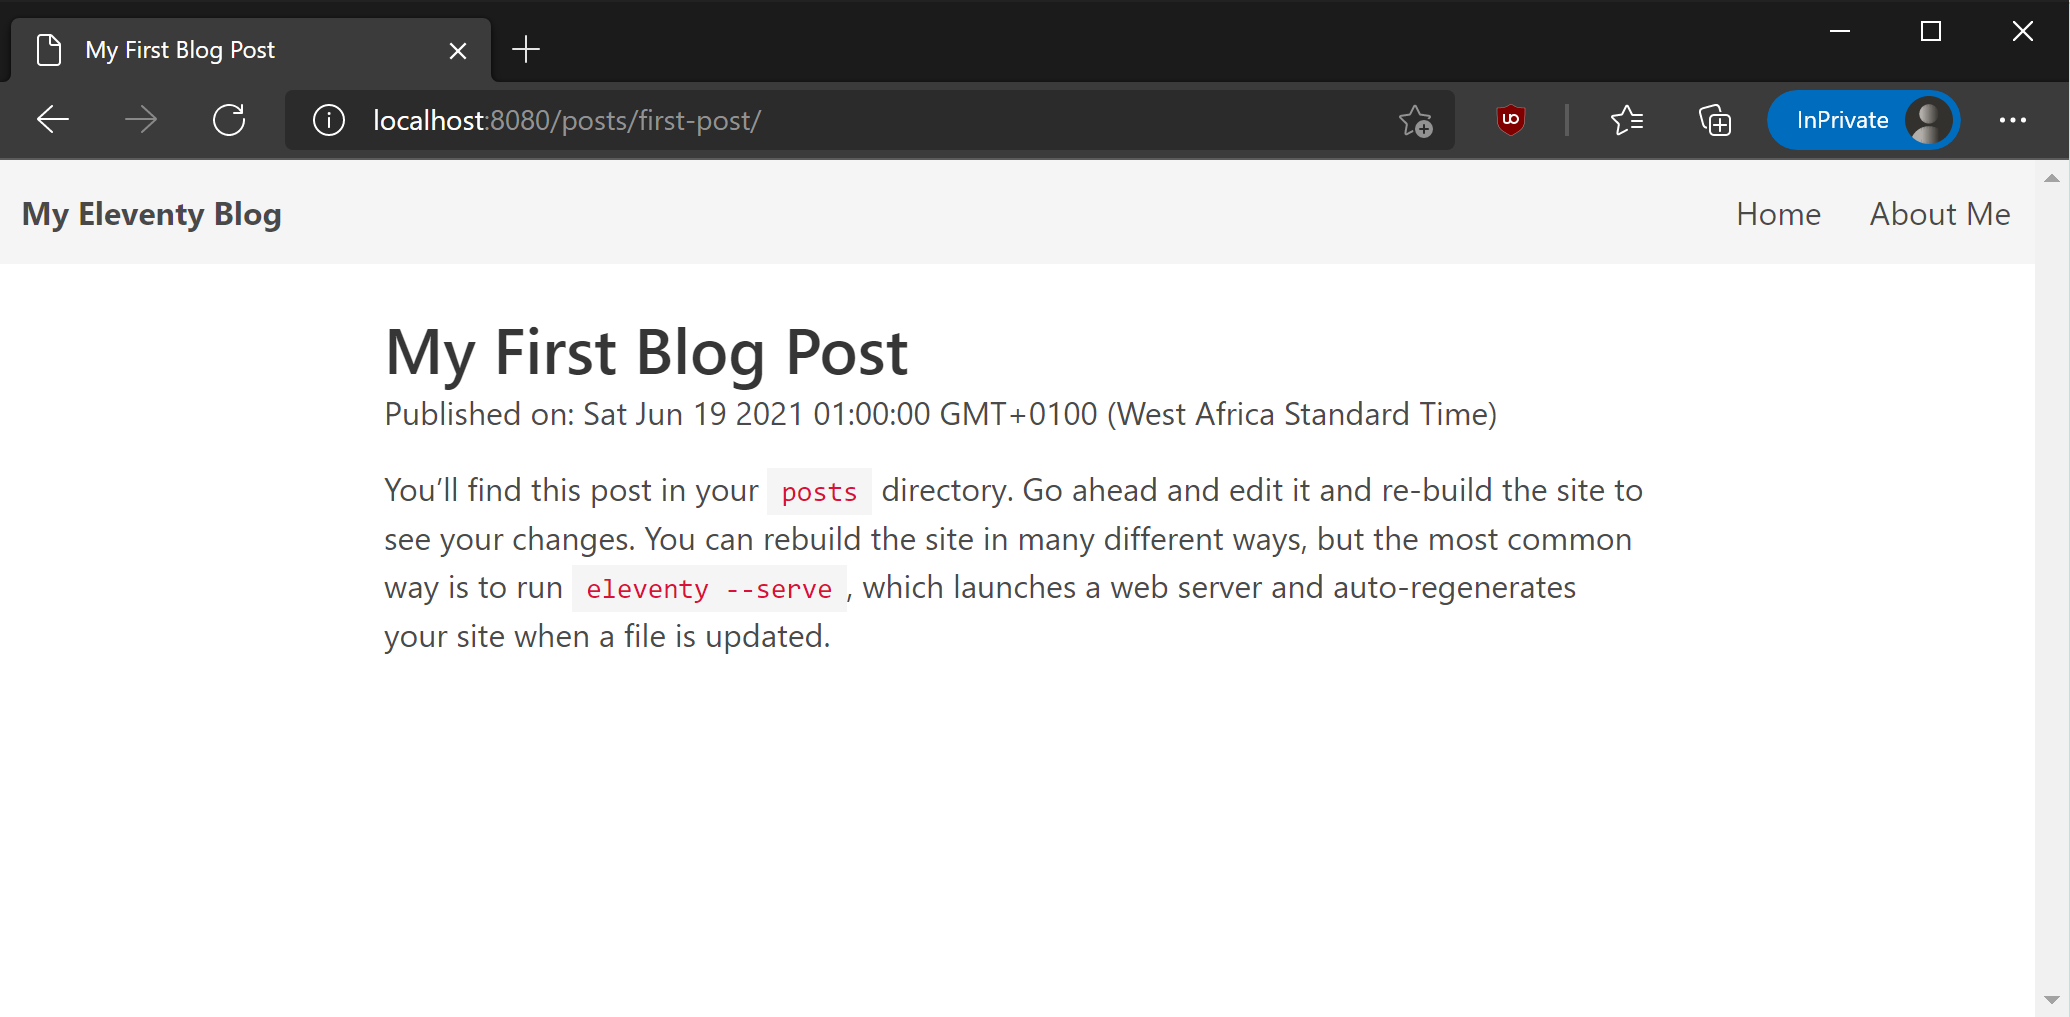 My First Blog Post
localhost:8080/posts/first-post/
InPrivate
My Eleventy Blog
Home
About Me
My First Blog Post
Published on: Sat Jun 19 2021 01:00:00 GMT+0100 (West Africa Standard Time)
You’ll find this post in your posts directory. Go ahead and edit it and re-build the site to
see your changes. You can rebuild the site in many different ways, but the most common
way is to run eleventy --serve, which launches a web server and auto-regenerates
your site when a file is updated.